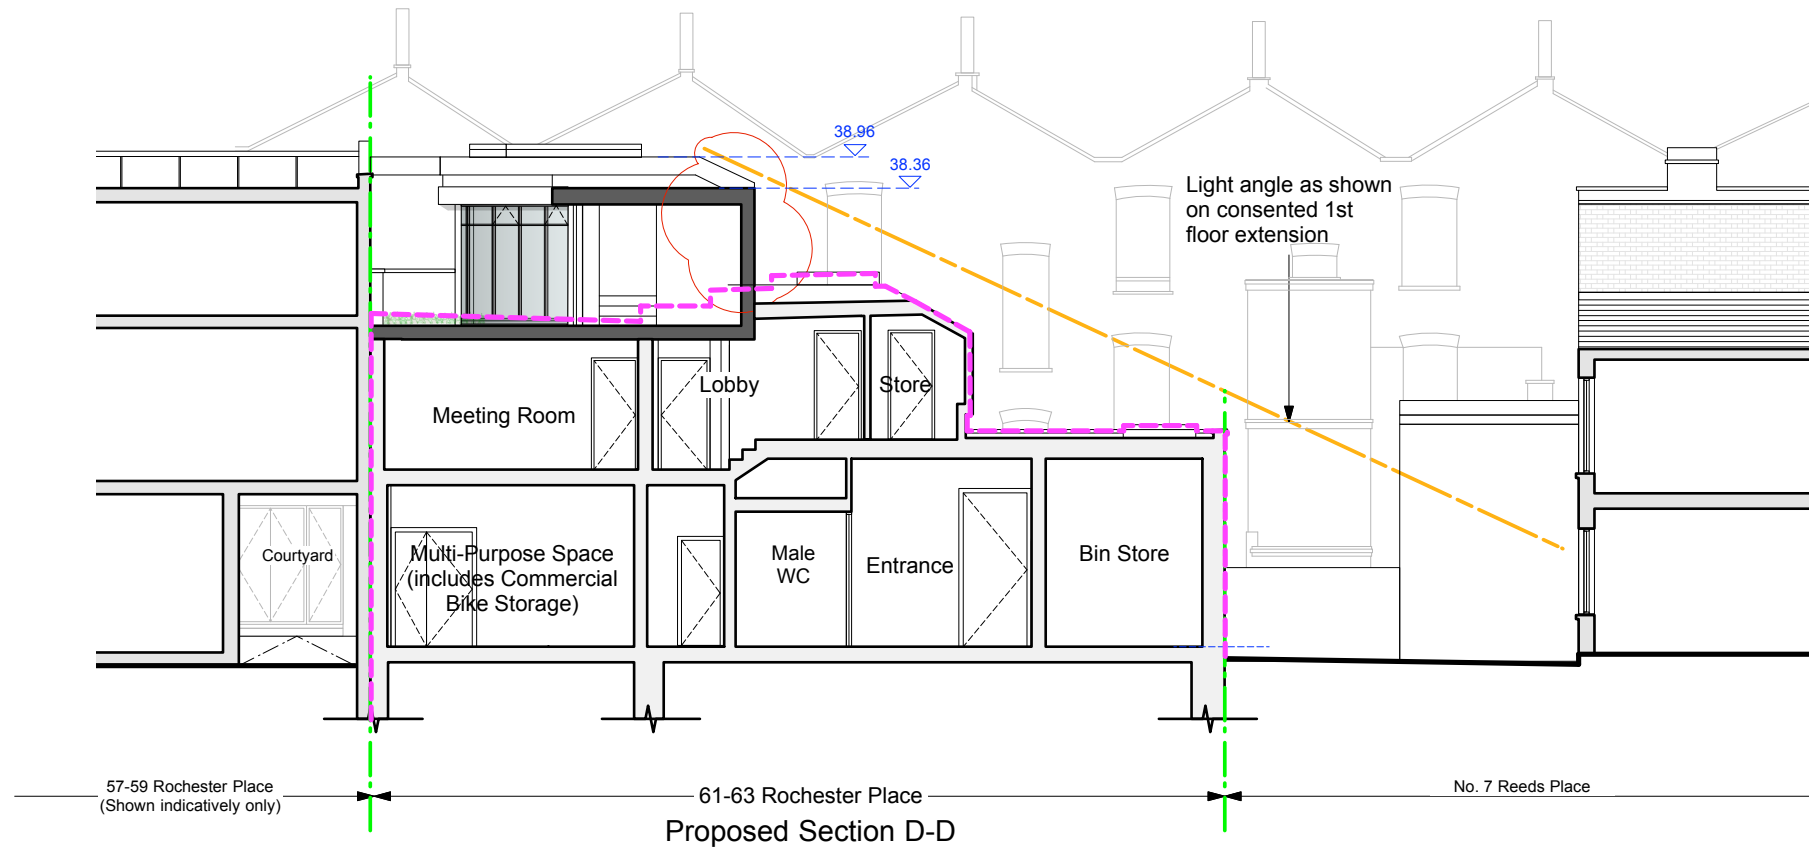 38.96
38.36
Light angle as shown
on consented 1st
floor extension
Lobby
Store
Meeting Room
Courtyard
Multi-Purpose Space
(includes Commercial
Bike Storage)
Male
WC
Entrance
Bin Store
57-59 Rochester Place
(Shown indicatively only)
61-63 Rochester Place
No. 7 Reeds Place
Proposed Section D-D